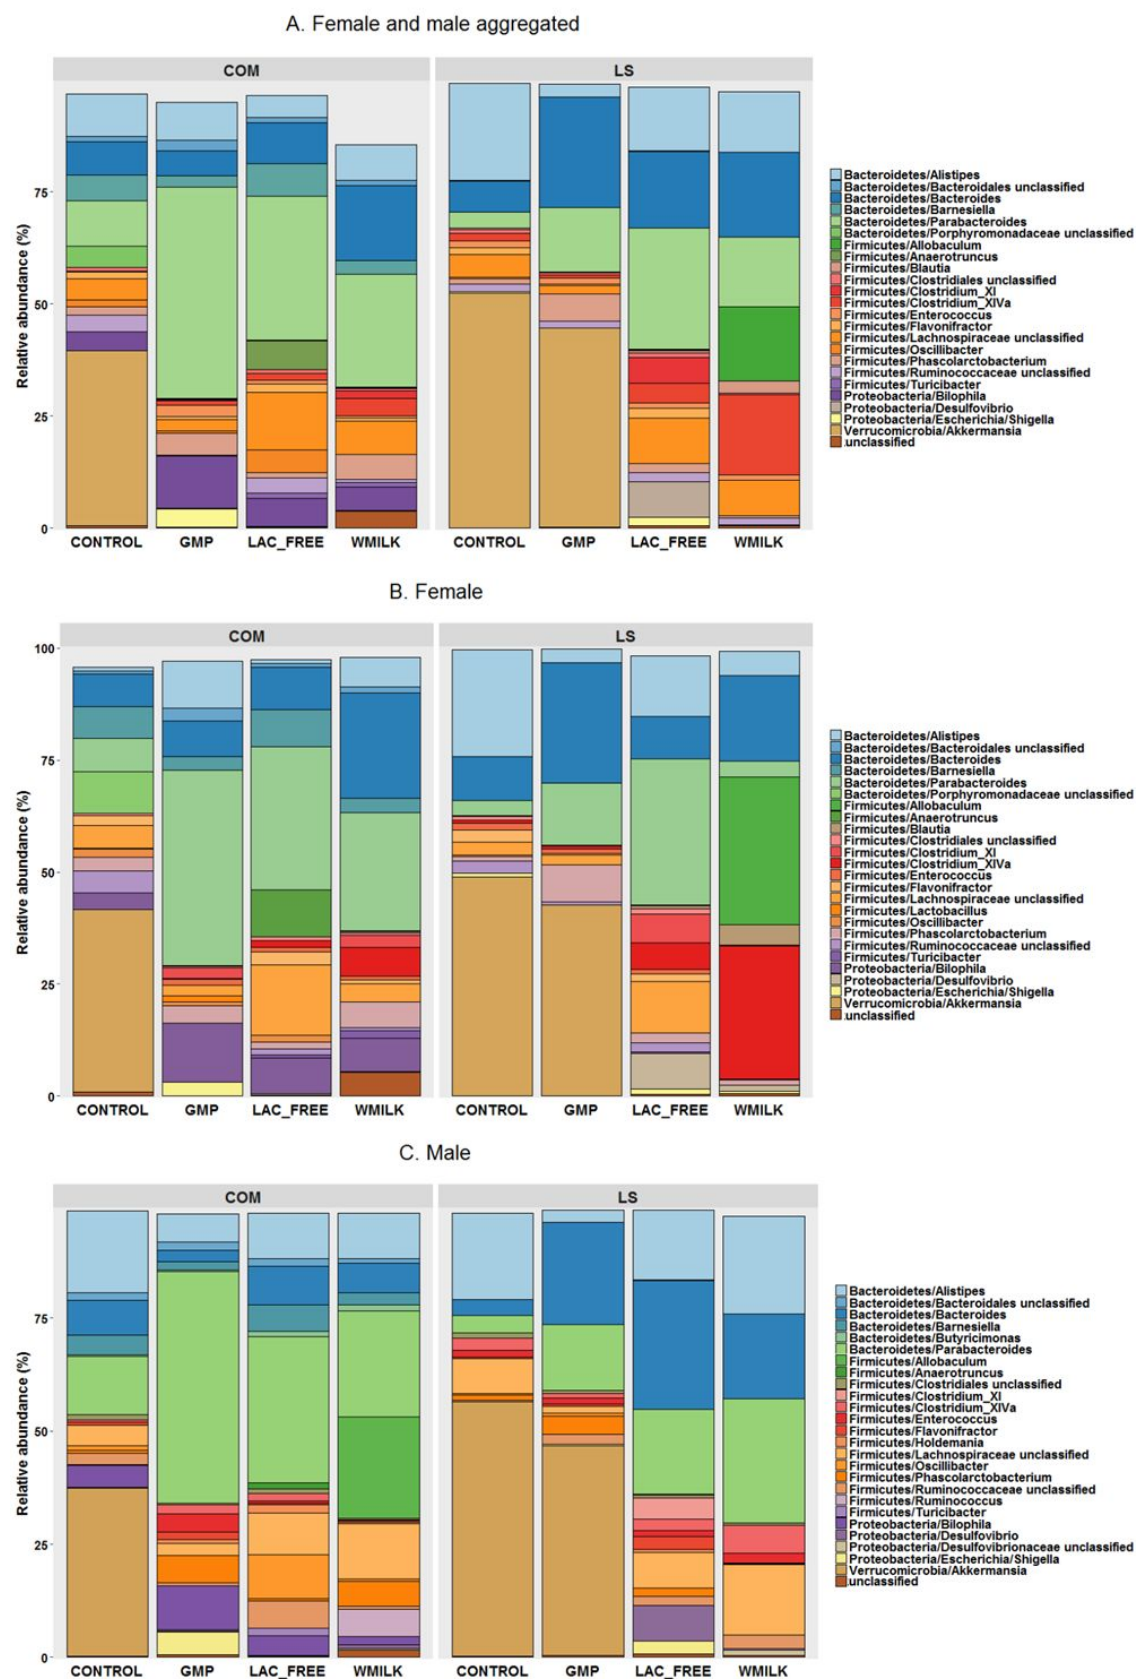 A. Female and male aggregated
COM
LS
Relative abundance (%)
75
50
25
0
CONTROL
GMP
LAC_FREE
WMILK
CONTROL
GMP
LAC_FREE
WMILK
Bacteroidetes/Alistipes
Bacteroidetes/Bacteroidales unclassified
Bacteroidetes/Bacteroides
Bacteroidetes/Barnesiella
Bacteroidetes/Parabacteroides
Bacteroidetes/Porphyromonadaceae unclassified
Firmicutes/Allobaculum
Firmicutes/Anaerotruncus
Firmicutes/Blautia
Firmicutes/Clostridiales unclassified
Firmicutes/Clostridium_XI
Firmicutes/Clostridium_XIVa
Firmicutes/Enterococcus
Firmicutes/Flavonifractor
Firmicutes/Lachnospiraceae unclassified
Firmicutes/Oscillibacter
Firmicutes/Phascolarctobacterium
Firmicutes/Ruminococcaceae unclassified
Firmicutes/Turicibacter
Proteobacteria/Bilophila
Proteobacteria/Desulfovibrio
Proteobacteria/Escherichia/Shigella
Verrucomicrobia/Akkermansia
unclassified
B. Female
COM
LS
Relative abundance (%)
100
75
50
25
0
CONTROL
GMP
LAC_FREE
WMILK
CONTROL
GMP
LAC_FREE
WMILK
Bacteroidetes/Alistipes
Bacteroidetes/Bacteroidales unclassified
Bacteroidetes/Bacteroides
Bacteroidetes/Barnesiella
Bacteroidetes/Parabacteroides
Bacteroidetes/Porphyromonadaceae unclassified
Firmicutes/Allobaculum
Firmicutes/Anaerotruncus
Firmicutes/Blautia
Firmicutes/Clostridiales unclassified
Firmicutes/Clostridium_XI
Firmicutes/Clostridium_XIVa
Firmicutes/Enterococcus
Firmicutes/Flavonifractor
Firmicutes/Lachnospiraceae unclassified
Firmicutes/Lactobacillus
Firmicutes/Oscillibacter
Firmicutes/Phascolarctobacterium
Firmicutes/Ruminococcaceae unclassified
Firmicutes/Turicibacter
Proteobacteria/Bilophila
Proteobacteria/Desulfovibrio
Proteobacteria/Escherichia/Shigella
Verrucomicrobia/Akkermansia
unclassified
C. Male
COM
LS
Relative abundance (%)
75
50
25
0
CONTROL
GMP
LAC_FREE
WMILK
CONTROL
GMP
LAC_FREE
WMILK
Bacteroidetes/Alistipes
Bacteroidetes/Bacteroidales unclassified
Bacteroidetes/Bacteroides
Bacteroidetes/Barnesiella
Bacteroidetes/Butyricimonas
Bacteroidetes/Parabacteroides
Firmicutes/Allobaculum
Firmicutes/Anaerotruncus
Firmicutes/Clostridiales unclassified
Firmicutes/Clostridium_XI
Firmicutes/Clostridium_XIVa
Firmicutes/Enterococcus
Firmicutes/Flavonifractor
Firmicutes/Holdemania
Firmicutes/Lachnospiraceae unclassified
Firmicutes/Oscillibacter
Firmicutes/Phascolarctobacterium
Firmicutes/Ruminococcaceae unclassified
Firmicutes/Ruminococcus
Firmicutes/Turicibacter
Proteobacteria/Bilophila
Proteobacteria/Desulfovibrio
Proteobacteria/Desulfovibrionaceae unclassified
Proteobacteria/Escherichia/Shigella
Verrucomicrobia/Akkermansia
unclassified